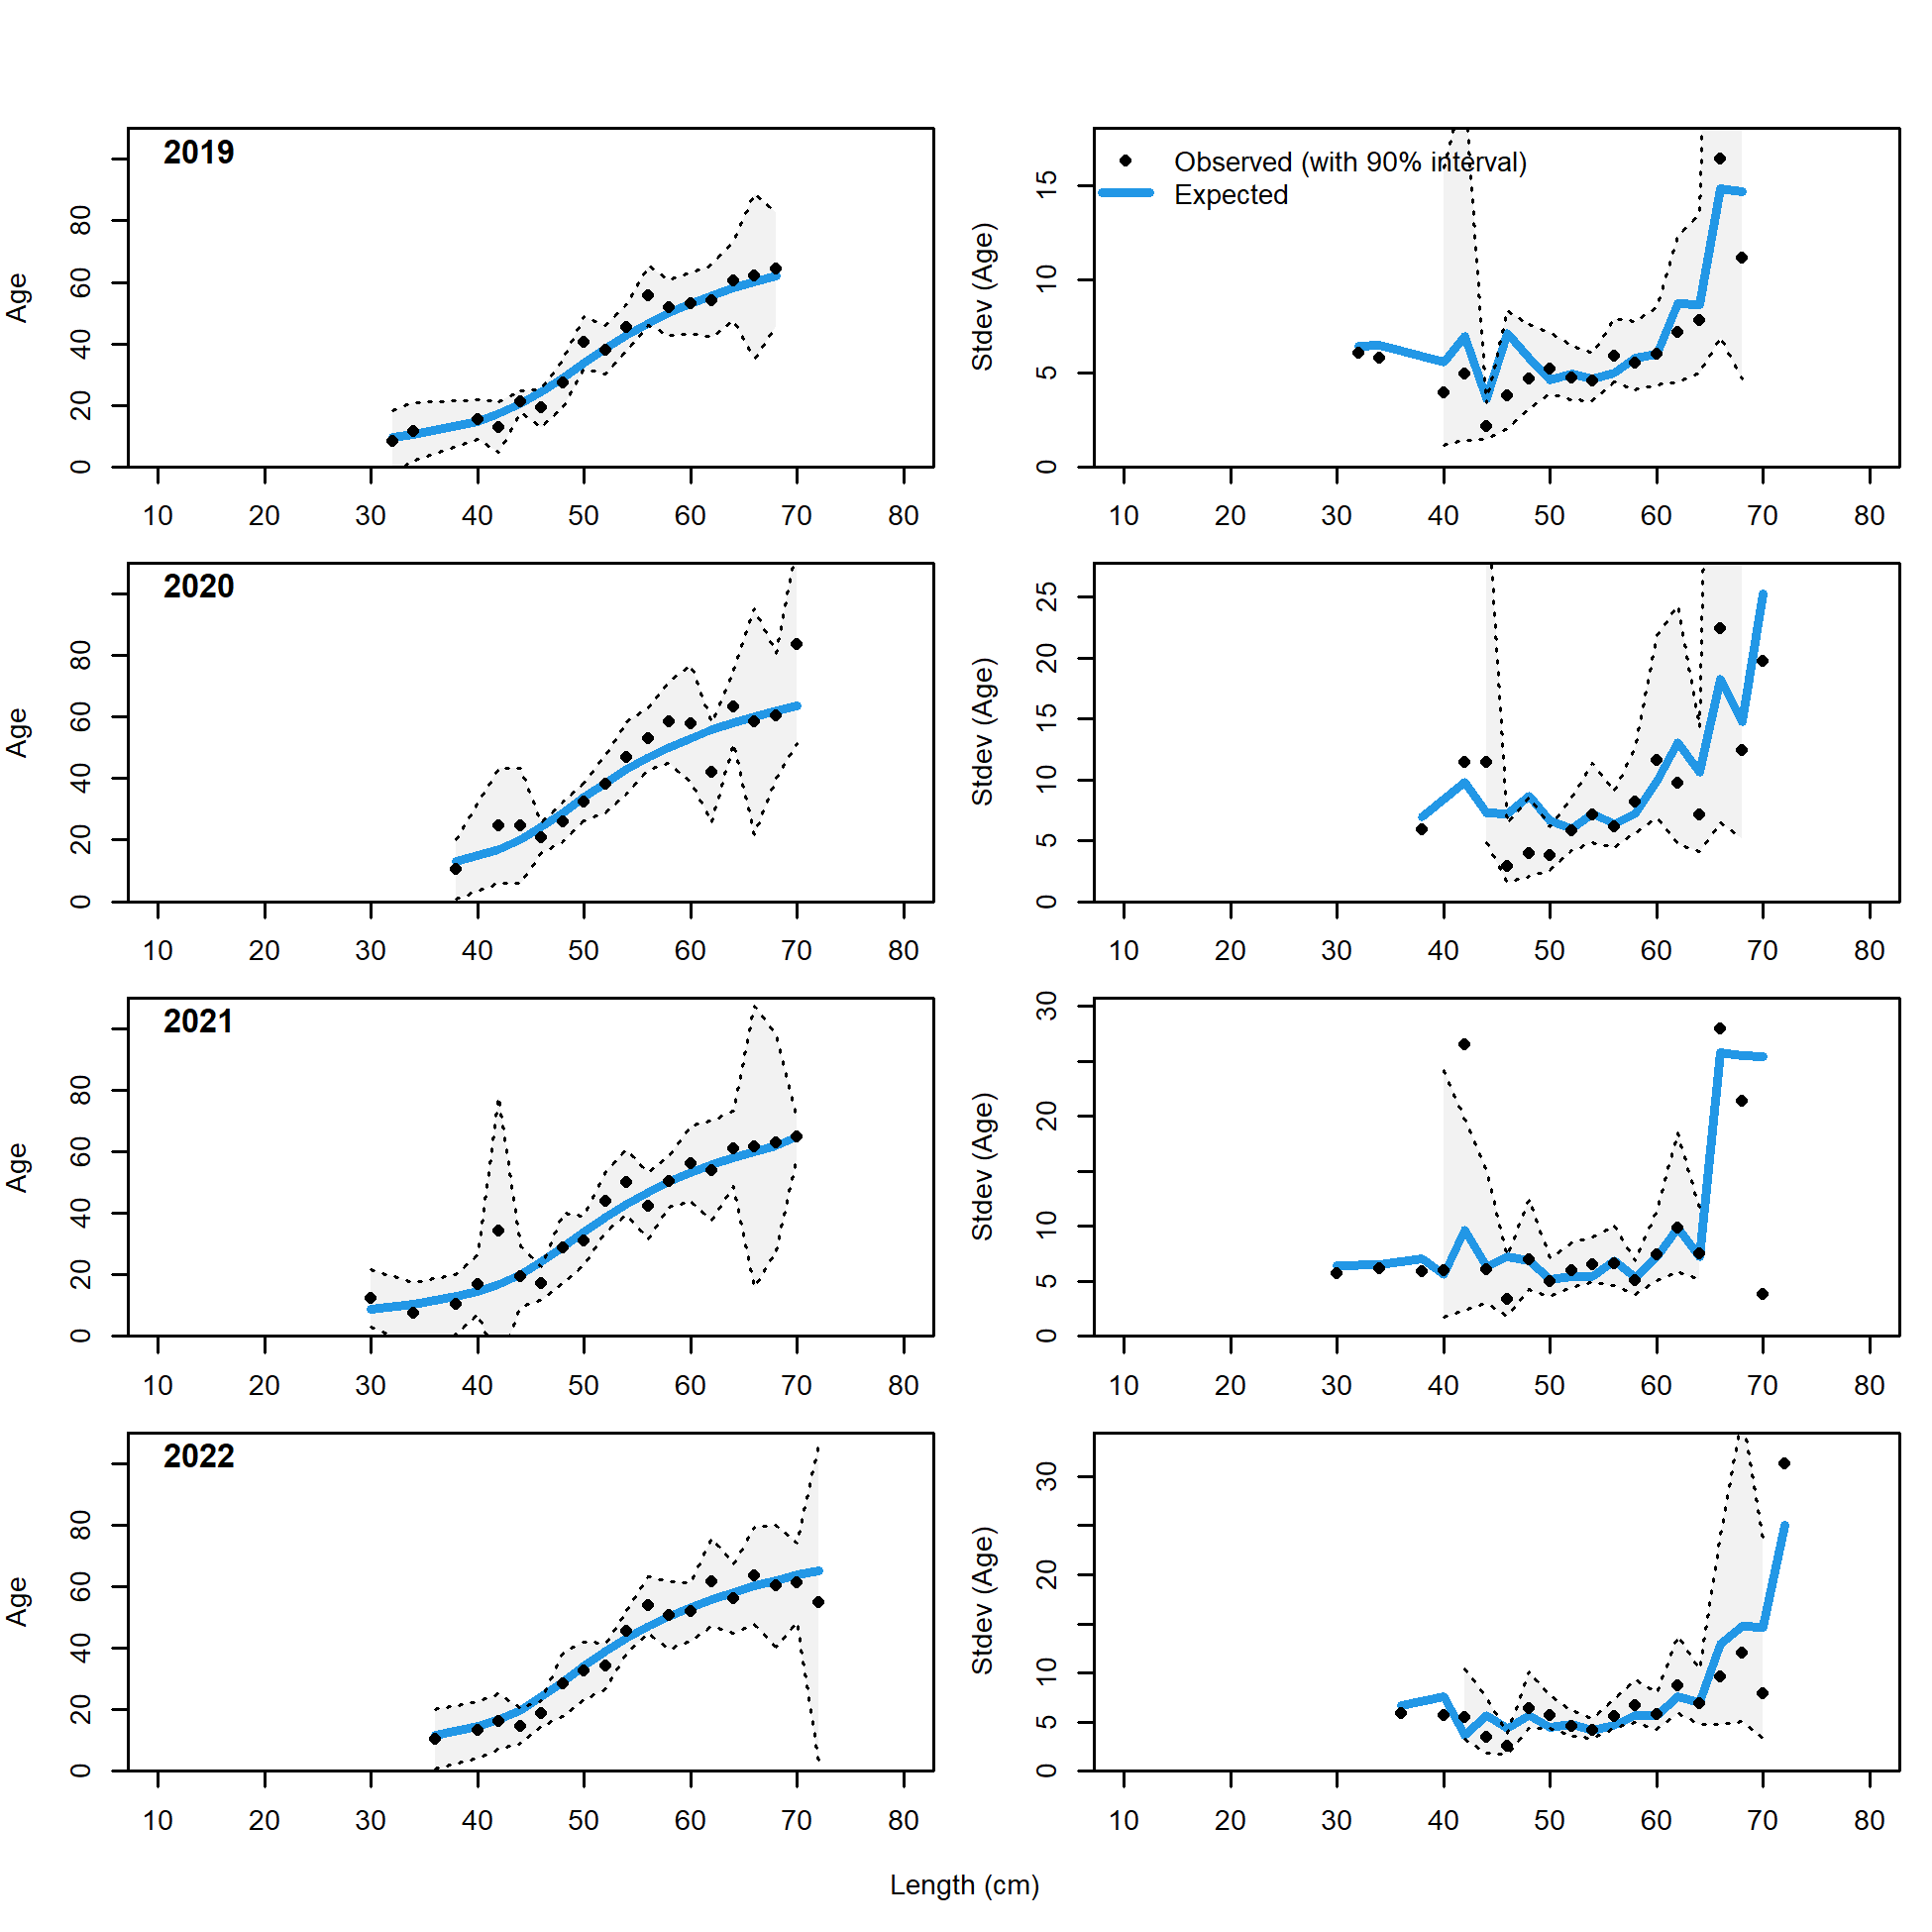 2019
Age
0 20 40 60 80
10 20 30 40 50 60 70 80
Observed (with 90% interval)
Expected
Stdev (Age)
0 5 10 15
10 20 30 40 50 60 70 80
2020
Age
0 20 40 60 80
10 20 30 40 50 60 70 80
Stdev (Age)
0 5 10 15 20 25
10 20 30 40 50 60 70 80
2021
Age
0 20 40 60 80
10 20 30 40 50 60 70 80
Stdev (Age)
0 5 10 20 30
10 20 30 40 50 60 70 80
2022
Age
0 20 40 60 80
10 20 30 40 50 60 70 80
Stdev (Age)
0 5 10 20 30
10 20 30 40 50 60 70 80
Length (cm)